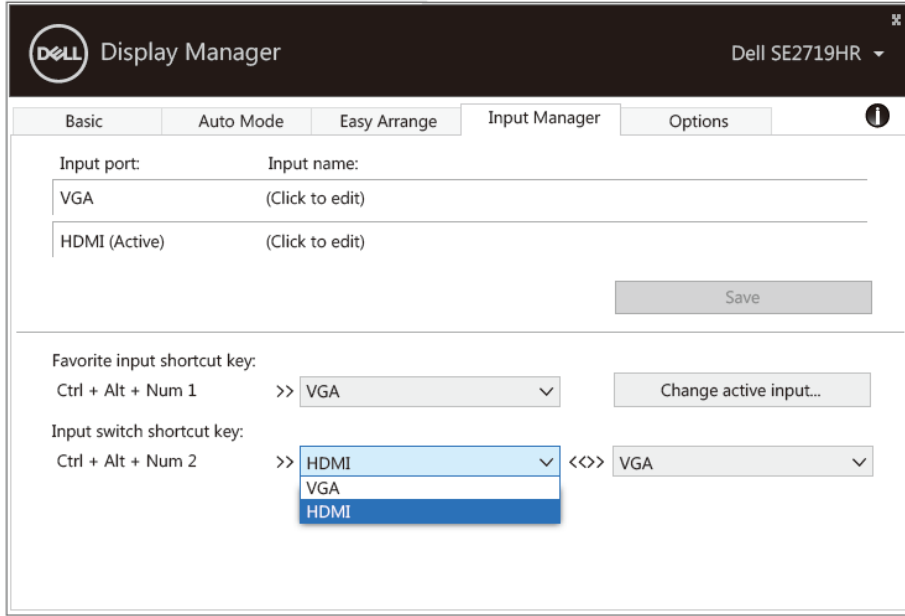 DELL Display Manager
Dell SE2719HR
Basic Auto Mode Easy Arrange Input Manager Options i
Input port: Input name:
VGA (Click to edit)
HDMI (Active) (Click to edit)
Save
Favorite input shortcut key:
Ctrl + Alt + Num 1 >> VGA Change active input...
Input switch shortcut key:
Ctrl + Alt + Num 2 >> HDMI <<>> VGA
VGA
HDMI